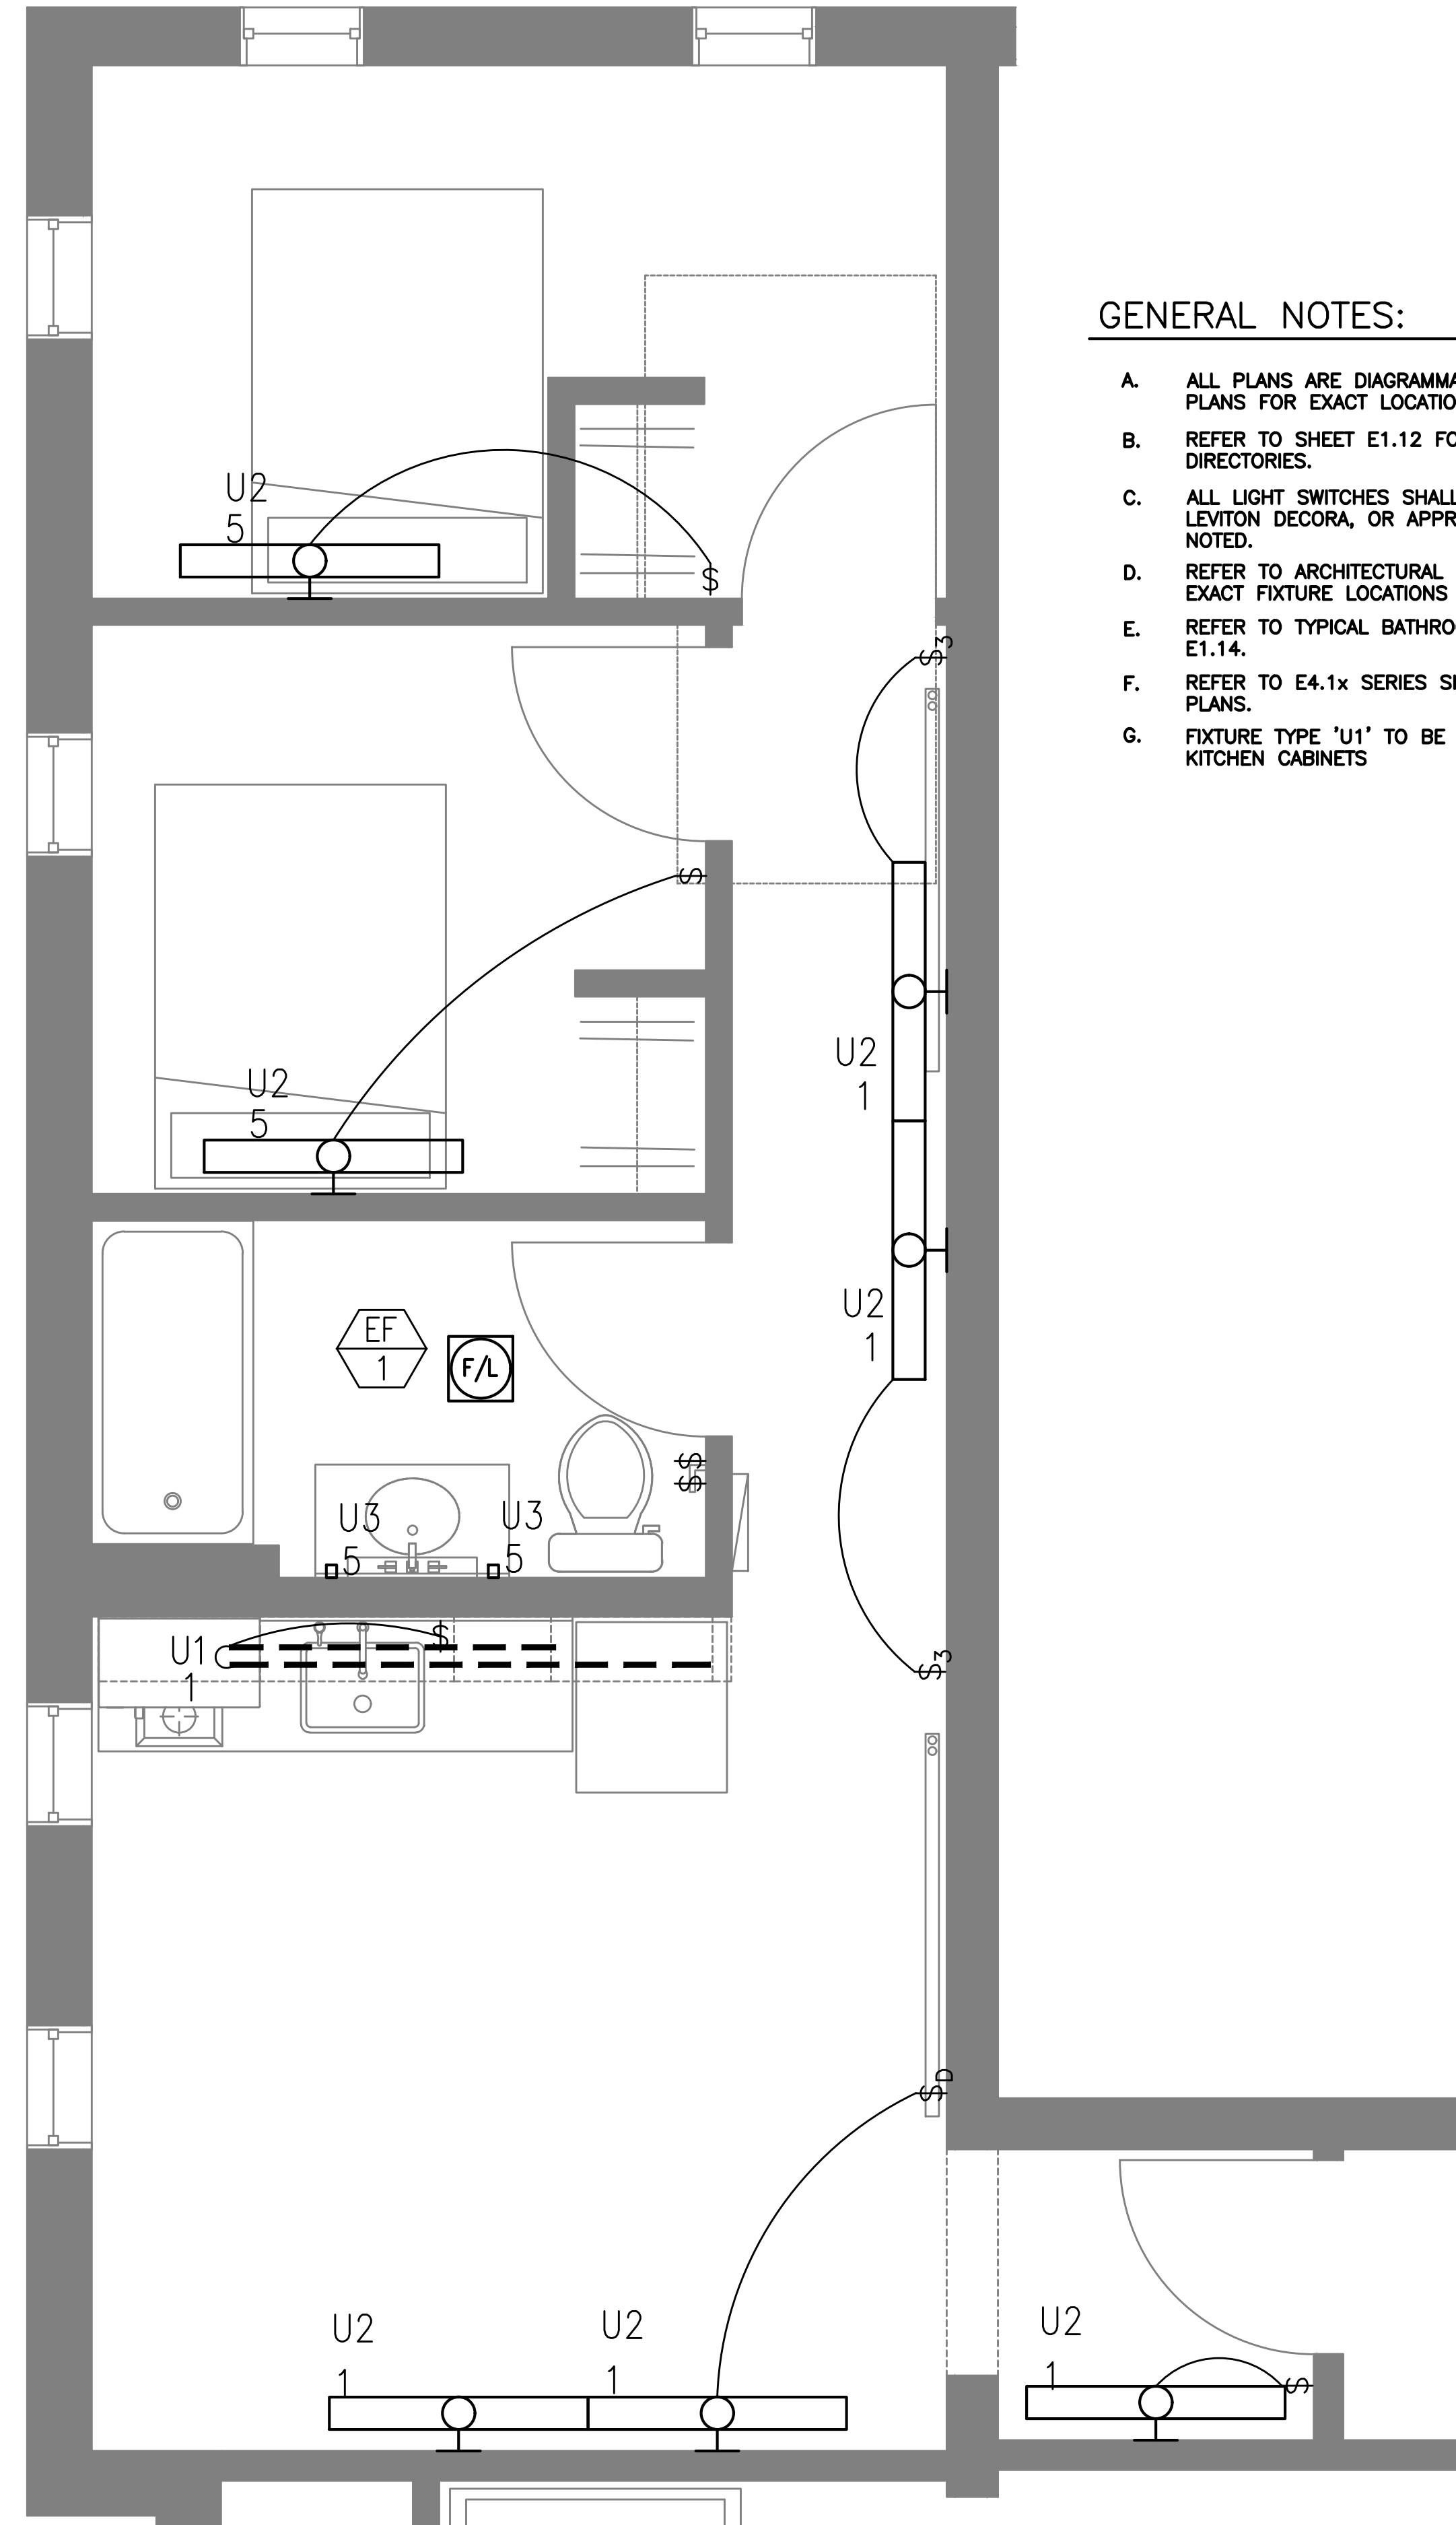 GENERAL NOTES:
A. ALL PLANS ARE DIAGRAMMA
PLANS FOR EXACT LOCATIO
B. REFER TO SHEET E1.12 FO
DIRECTORIES.
C. ALL LIGHT SWITCHES SHALL
LEVITON DECORA, OR APPR
NOTED.
D. REFER TO ARCHITECTURAL
EXACT FIXTURE LOCATIONS
E. REFER TO TYPICAL BATHRO
E1.14.
F. REFER TO E4.1x SERIES
PLANS.
G. FIXTURE TYPE 'U1' TO BE
KITCHEN CABINETS
U2
5
$
$3
$
U2
1
U2
5
U2
1
EF
1
F/L
$
$
U3
5
U3
5
U1
1
$
$3
$D
U2
1
U2
1
U2
1
$